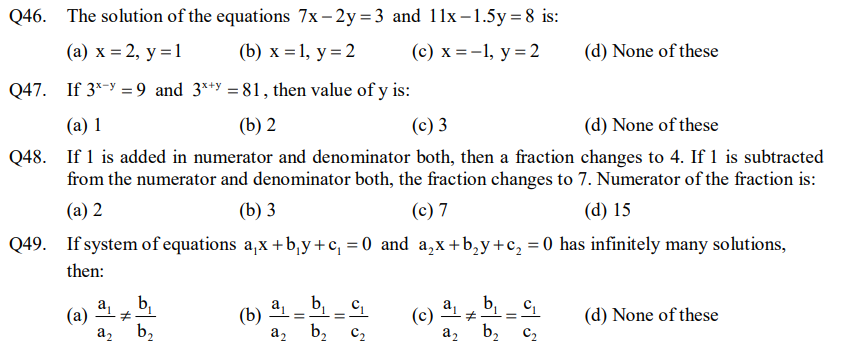 Q46. The solution of the equations 7x – 2y = 3 and 11x – 1.5y = 8 is:
(a) x = 2, y = 1 (b) x = 1, y = 2 (c) x = –1, y = 2 (d) None of these
Q47. If 3ˣ⁻ʸ = 9 and 3ˣ⁺ʸ = 81, then value of y is:
(a) 1 (b) 2 (c) 3 (d) None of these
Q48. If 1 is added in numerator and denominator both, then a fraction changes to 4. If 1 is subtracted
from the numerator and denominator both, the fraction changes to 7. Numerator of the fraction is:
(a) 2 (b) 3 (c) 7 (d) 15
Q49. If system of equations a₁x + b₁y + c₁ = 0 and a₂x + b₂y + c₂ = 0 has infinitely many solutions,
then:
(a) a₁/a₂ ≠ b₁/b₂ (b) a₁/a₂ = b₁/b₂ = c₁/c₂ (c) a₁/a₂ ≠ b₁/b₂ = c₁/c₂ (d) None of these